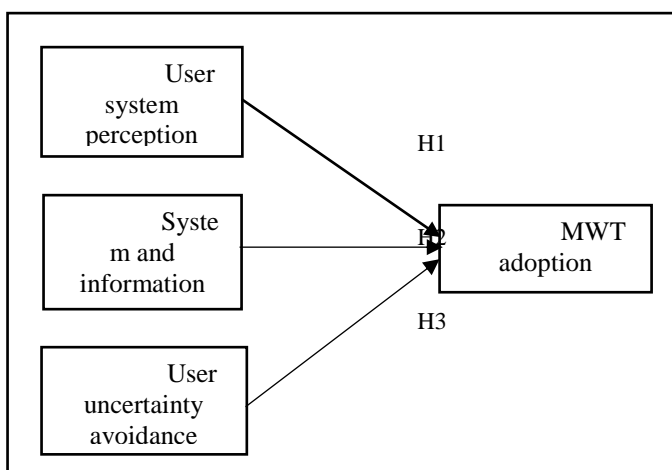 User
system
perception
H1
Syste
m and
information
H2
MWT
adoption
H3
User
uncertainty
avoidance